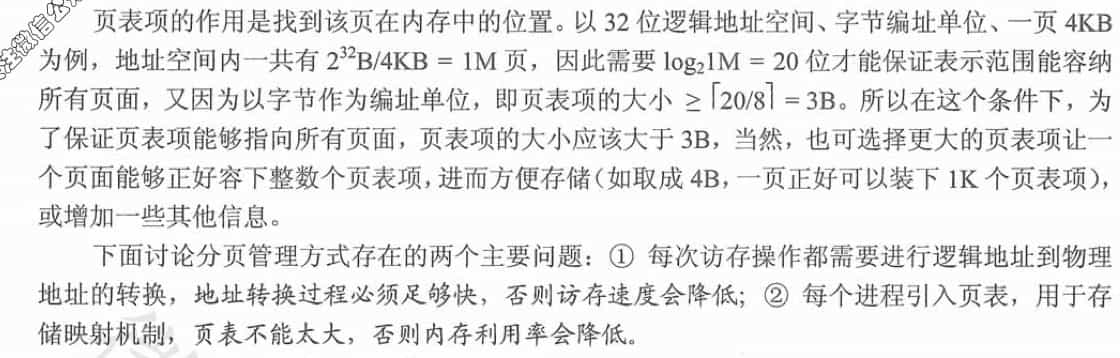 页表项的作用是找到该页在内存中的位置。以 32 位逻辑地址空间、字节编址单位、一页 4KB
为例，地址空间内一共有 2³²B/4KB = 1M 页，因此需要 log₂1M = 20 位才能保证表示范围能容纳
所有页面，又因为以字节作为编址单位，即页表项的大小 ≥ ⌈20/8⌉ = 3B。所以在这个条件下，为
了保证页表项能够指向所有页面，页表项的大小应该大于 3B，当然，也可选择更大的页表项让一
个页面能够正好容下整数个页表项，进而方便存储（如取成 4B，一页正好可以装下 1K 个页表项），
或增加一些其他信息。
下面讨论分页管理方式存在的两个主要问题：① 每次访存操作都需要进行逻辑地址到物理
地址的转换，地址转换过程必须足够快，否则访存速度会降低；② 每个进程引入页表，用于存
储映射机制，页表不能太大，否则内存利用率会降低。